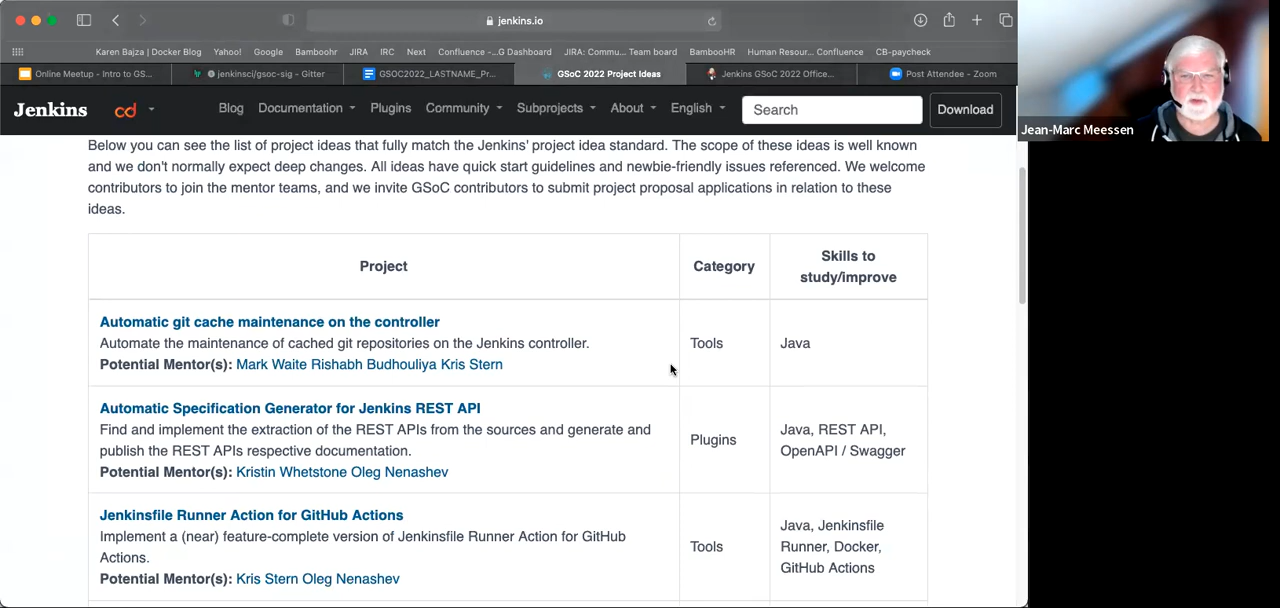 jenkins.io
Karen Bajza | Docker Blog Yahoo! Google Bamboohr JIRA IRC Next Confluence -...G Dashboard JIRA: Commu... Team board BambooHR Human Resour... Confluence CB-paycheck
Online Meetup - Intro to GS... jenkinsci/gsoc-sig - Gitter GSOC2022_LASTNAME_Pr... GSoC 2022 Project Ideas Jenkins GSoC 2022 Office... Post Attendee - Zoom
Jenkins cd Blog Documentation Plugins Community Subprojects About English Search Download
Jean-Marc Meessen
Below you can see the list of project ideas that fully match the Jenkins' project idea standard. The scope of these ideas is well known
and we don't normally expect deep changes. All ideas have quick start guidelines and newbie-friendly issues referenced. We welcome
contributors to join the mentor teams, and we invite GSoC contributors to submit project proposal applications in relation to these
ideas.
Project Category Skills to
study/improve
Automatic git cache maintenance on the controller
Automate the maintenance of cached git repositories on the Jenkins controller.
Potential Mentor(s): Mark Waite Rishabh Budhouliya Kris Stern
Tools
Java
Automatic Specification Generator for Jenkins REST API
Find and implement the extraction of the REST APIs from the sources and generate and
publish the REST APIs respective documentation.
Potential Mentor(s): Kristin Whetstone Oleg Nenashev
Plugins
Java, REST API,
OpenAPI / Swagger
Jenkinsfile Runner Action for GitHub Actions
Implement a (near) feature-complete version of Jenkinsfile Runner Action for GitHub
Actions.
Potential Mentor(s): Kris Stern Oleg Nenashev
Tools
Java, Jenkinsfile
Runner, Docker,
GitHub Actions